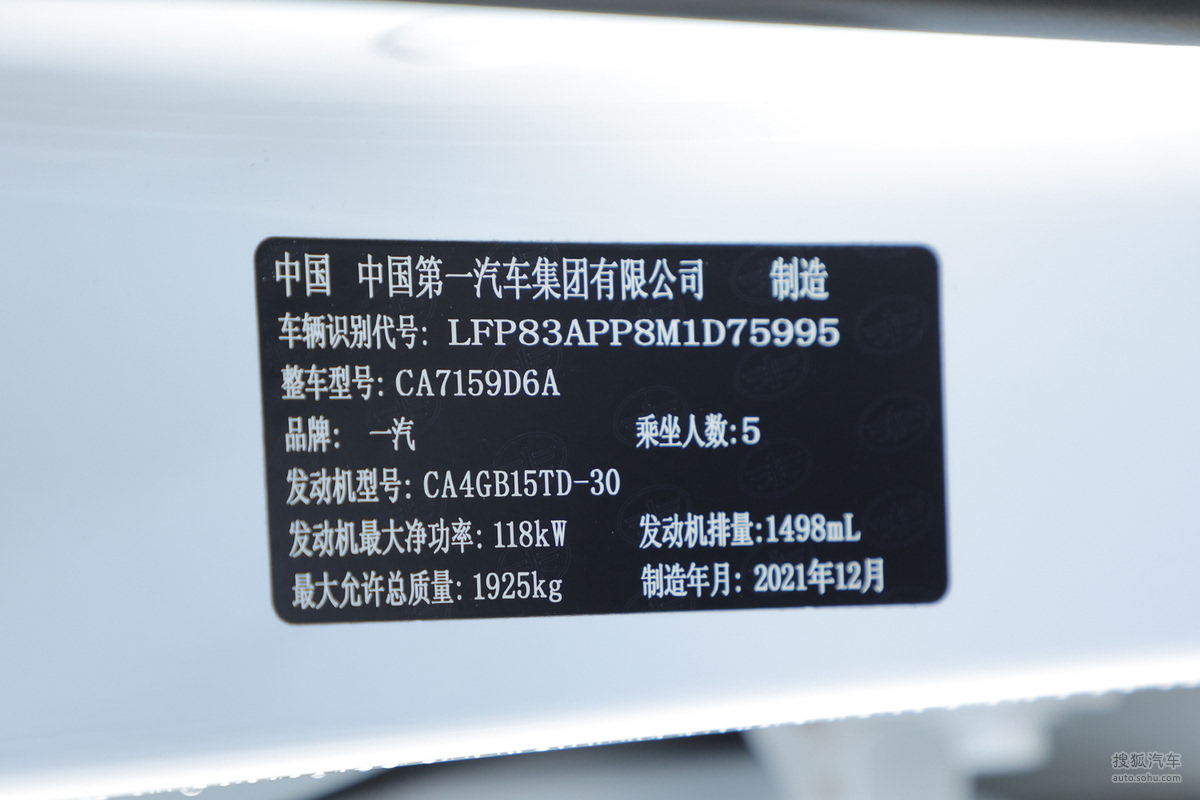 中国 中国第一汽车集团有限公司 制造
车辆识别代号: LFP83APP8M1D75995
整车型号: CA7159D6A
品牌: 一汽 乘坐人数:5
发动机型号: CA4GB15TD-30
发动机最大净功率: 118kW 发动机排量:1498mL
最大允许总质量: 1925kg 制造年月: 2021年12月
搜狐汽车
auto.sohu.com